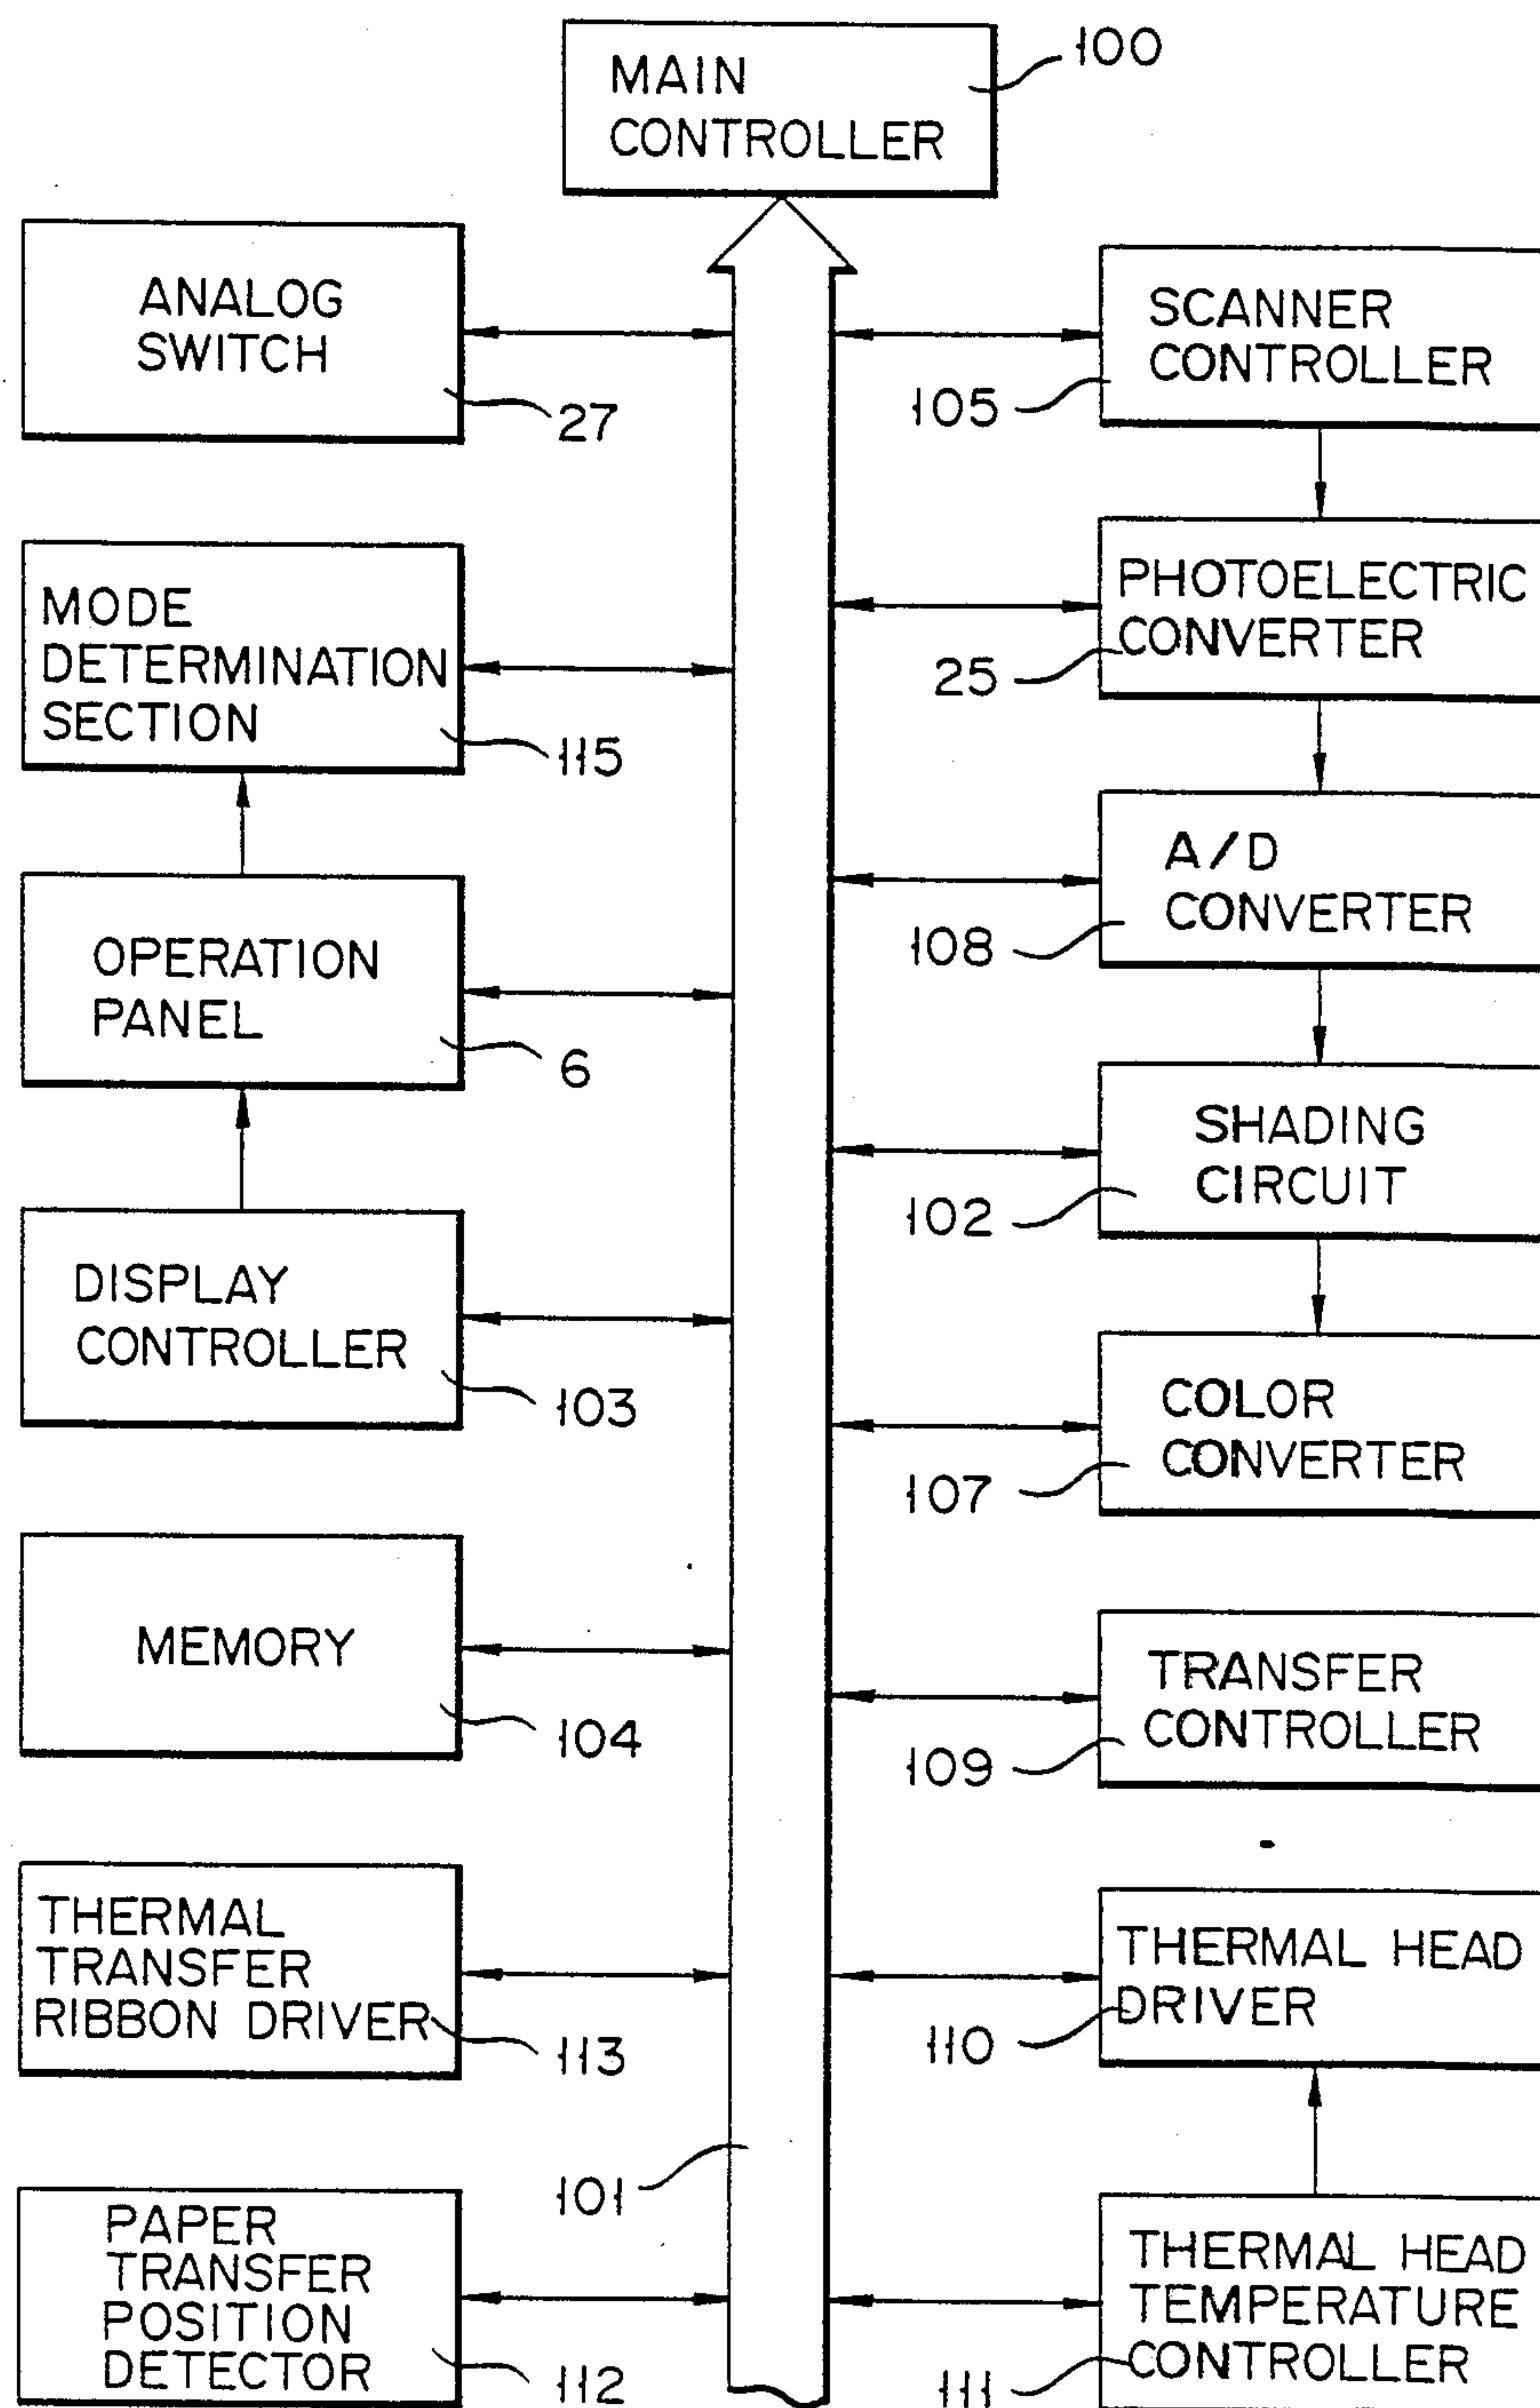 MAIN
CONTROLLER
100
ANALOG
SWITCH
27
MODE
DETERMINATION
SECTION
115
OPERATION
PANEL
6
DISPLAY
CONTROLLER
103
MEMORY
104
THERMAL
TRANSFER
RIBBON DRIVER
113
PAPER
TRANSFER
POSITION
DETECTOR
112
101
SCANNER
CONTROLLER
105
PHOTOELECTRIC
CONVERTER
25
A/D
CONVERTER
108
SHADING
CIRCUIT
102
COLOR
CONVERTER
107
TRANSFER
CONTROLLER
109
THERMAL HEAD
DRIVER
110
THERMAL HEAD
TEMPERATURE
CONTROLLER
111